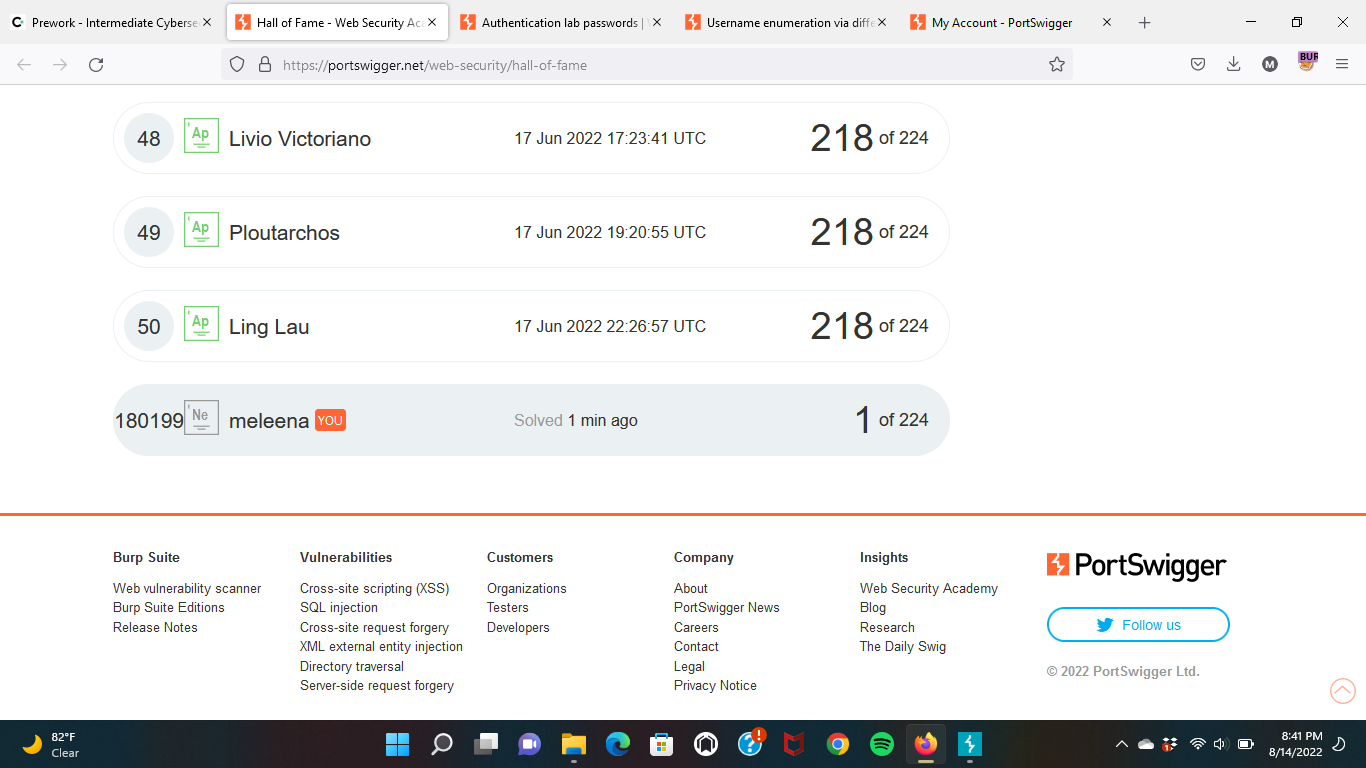 Prework - Intermediate Cyberse
Hall of Fame - Web Security Aca
Authentication lab passwords |
Username enumeration via diffe
My Account - PortSwigger
https://portswigger.net/web-security/hall-of-fame
M
BUR
48 Ap Livio Victoriano 17 Jun 2022 17:23:41 UTC 218 of 224
49 Ap Ploutarchos 17 Jun 2022 19:20:55 UTC 218 of 224
50 Ap Ling Lau 17 Jun 2022 22:26:57 UTC 218 of 224
180199 Ne meleena YOU Solved 1 min ago 1 of 224
Burp Suite
Web vulnerability scanner
Burp Suite Editions
Release Notes
Vulnerabilities
Cross-site scripting (XSS)
SQL injection
Cross-site request forgery
XML external entity injection
Directory traversal
Server-side request forgery
Customers
Organizations
Testers
Developers
Company
About
PortSwigger News
Careers
Contact
Legal
Privacy Notice
Insights
Web Security Academy
Blog
Research
The Daily Swig
PortSwigger
Follow us
© 2022 PortSwigger Ltd.
82°F
Clear
8:41 PM
8/14/2022